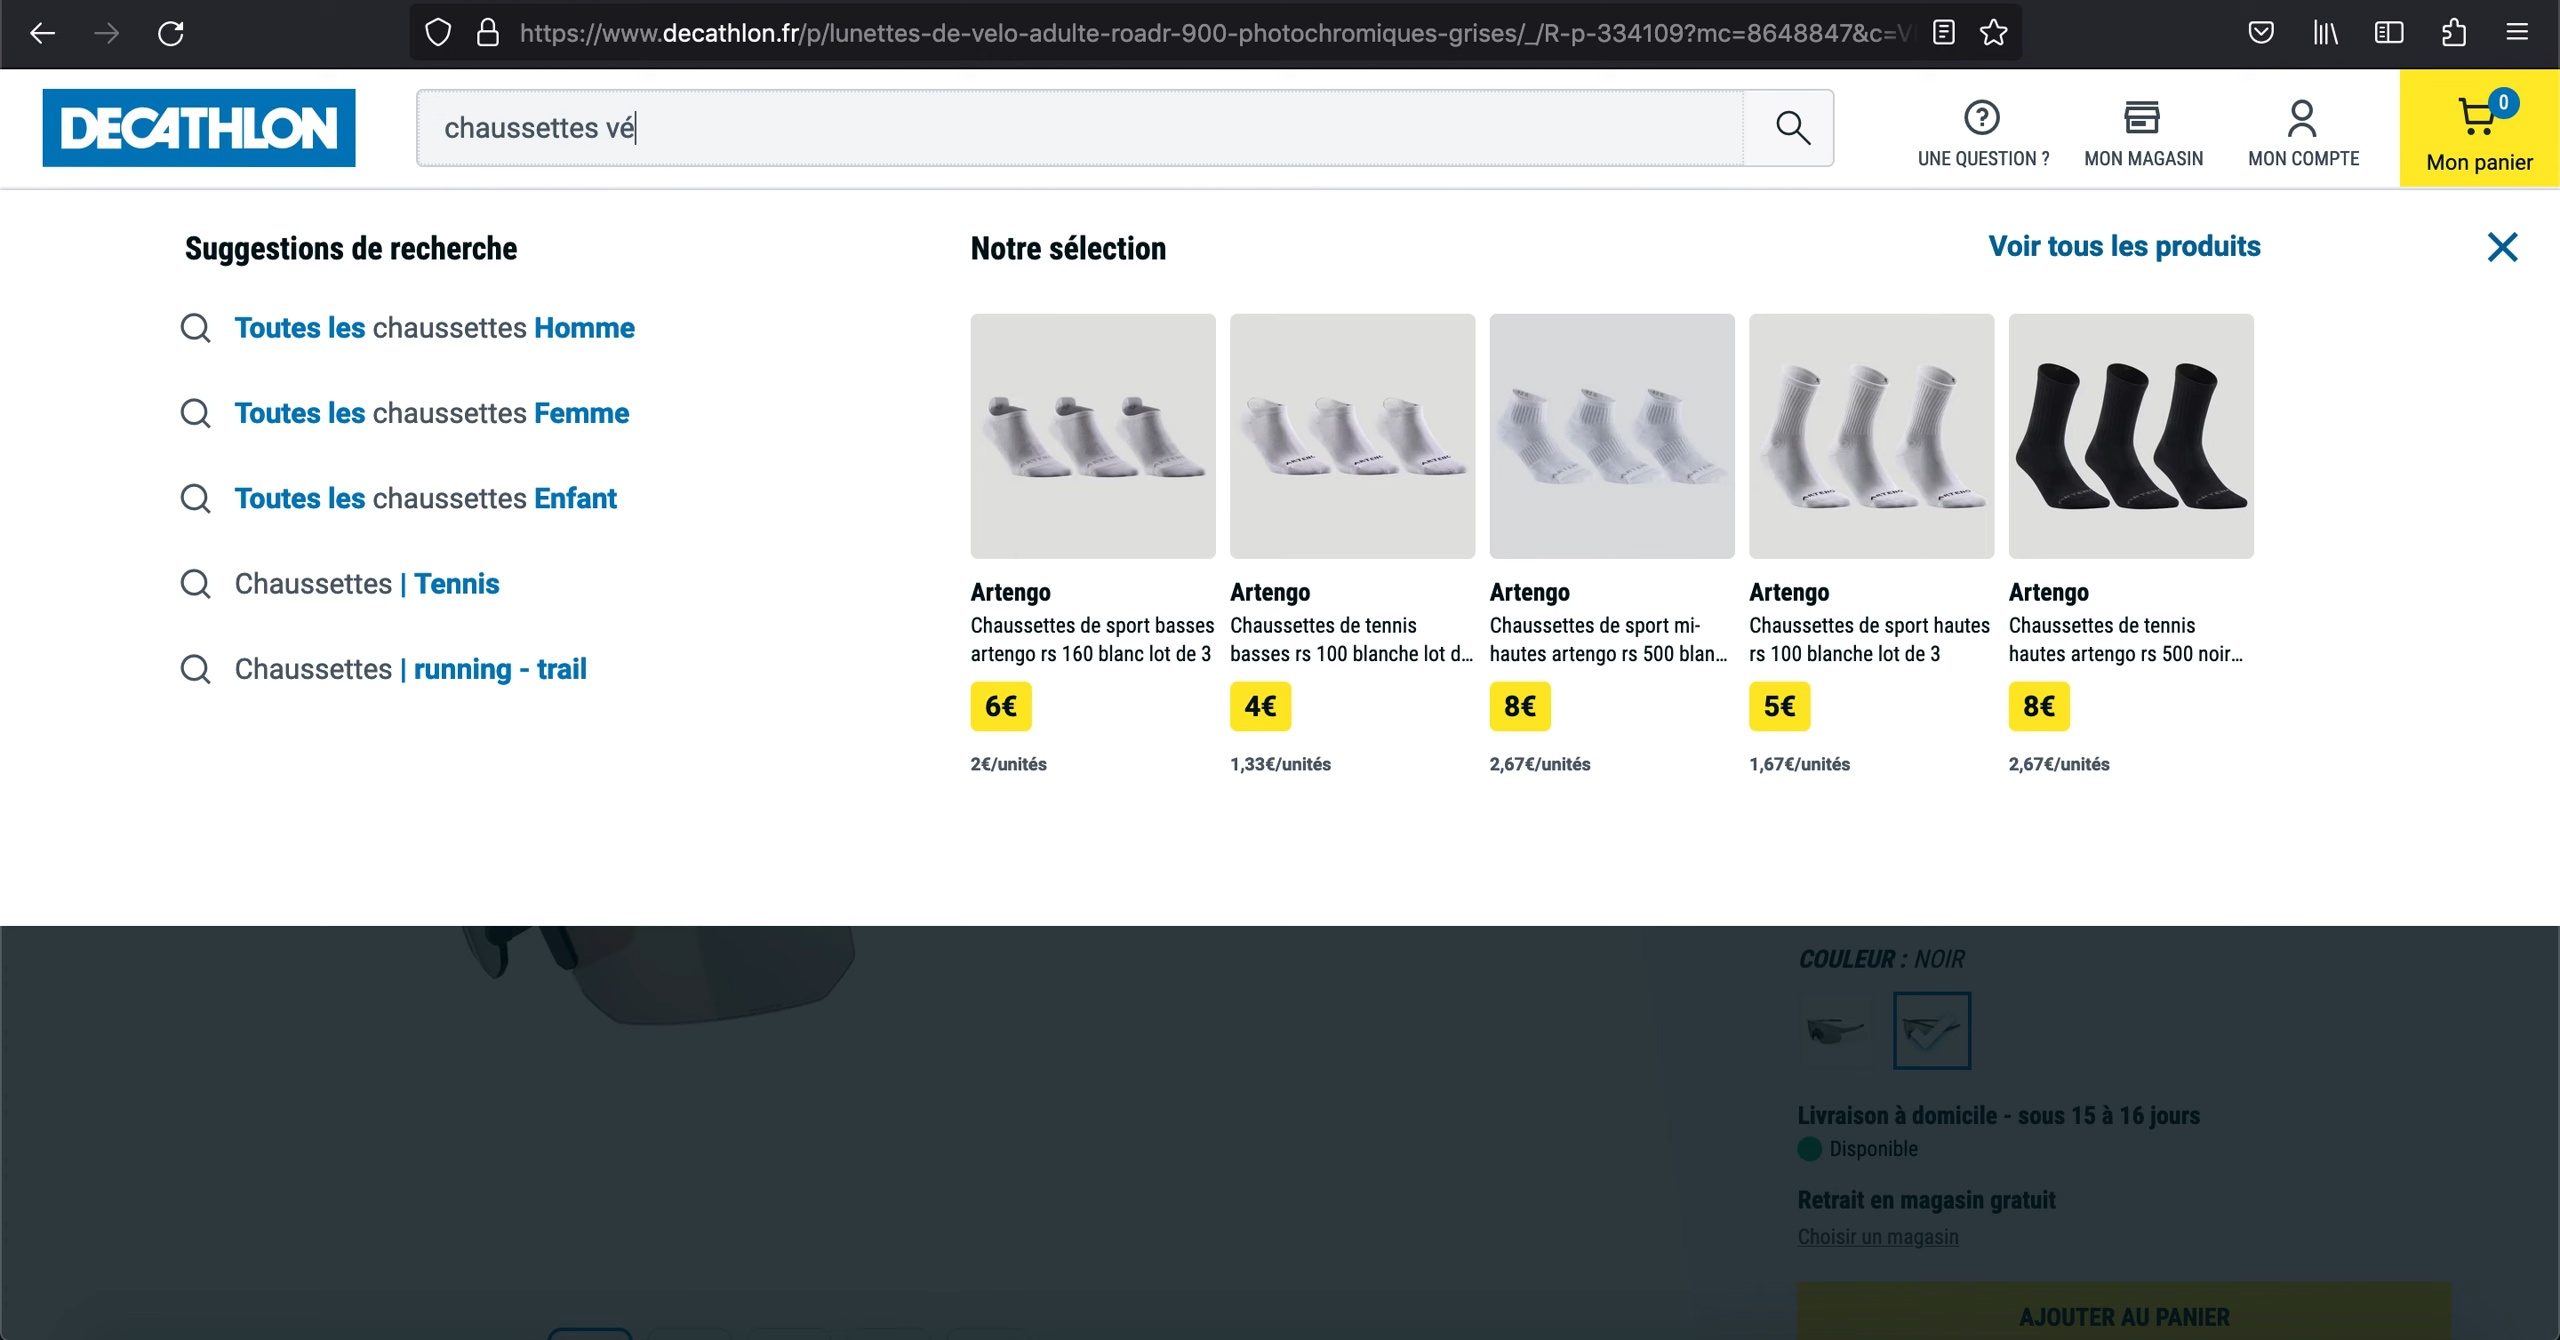 https://www.decathlon.fr/p/lunettes-de-velo-adulte-roadr-900-photochromiques-grises/_/R-p-334109?mc=8648847&c=V
DECATHLON
chaussettes vé
UNE QUESTION ?
MON MAGASIN
MON COMPTE
0
Mon panier
Suggestions de recherche
Toutes les chaussettes Homme
Toutes les chaussettes Femme
Toutes les chaussettes Enfant
Chaussettes | Tennis
Chaussettes | running - trail
Notre sélection
Voir tous les produits
Artengo
Chaussettes de sport basses
artengo rs 160 blanc lot de 3
6€
2€/unités
Artengo
Chaussettes de tennis
basses rs 100 blanche lot d...
4€
1,33€/unités
Artengo
Chaussettes de sport mi-
hautes artengo rs 500 blan...
8€
2,67€/unités
Artengo
Chaussettes de sport hautes
rs 100 blanche lot de 3
5€
1,67€/unités
Artengo
Chaussettes de tennis
hautes artengo rs 500 noir...
8€
2,67€/unités
COULEUR : NOIR
Livraison à domicile - sous 15 à 16 jours
Disponible
Retrait en magasin gratuit
Choisir un magasin
AJOUTER AU PANIER